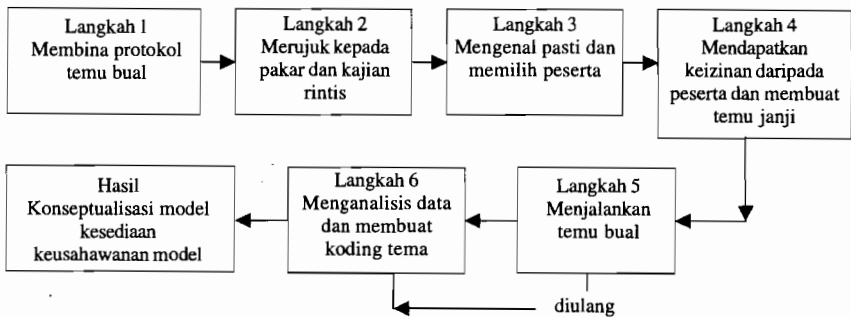 Langkah 1
Membina protokol
temu bual
Langkah 2
Merujuk kepada
pakar dan kajian
rintis
Langkah 3
Mengenal pasti dan
memilih peserta
Langkah 4
Mendapatkan
keizinan daripada
peserta dan membuat
temu janji
Langkah 5
Menjalankan
temu bual
Langkah 6
Menganalisis data
dan membuat
koding tema
Hasil
Konseptualisasi model
kesediaan
keusahawanan model
diulang